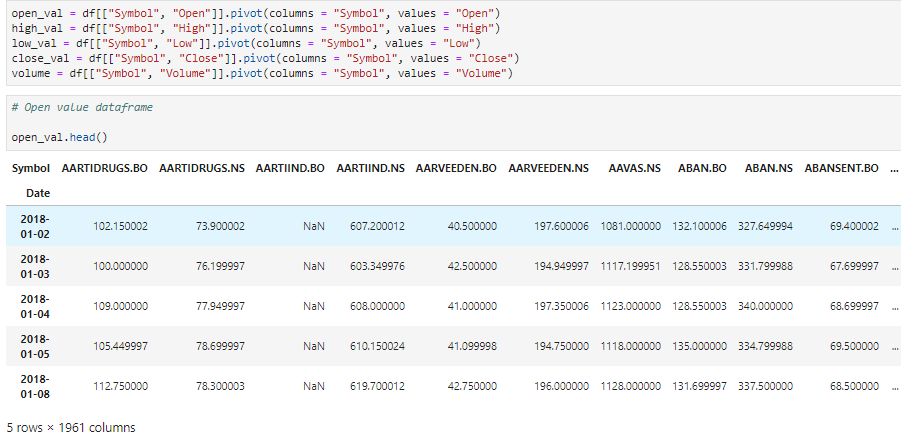 open_val = df[["Symbol", "Open"]].pivot(columns = "Symbol", values = "Open")
high_val = df[["Symbol", "High"]].pivot(columns = "Symbol", values = "High")
low_val = df[["Symbol", "Low"]].pivot(columns = "Symbol", values = "Low")
close_val = df[["Symbol", "Close"]].pivot(columns = "Symbol", values = "Close")
volume = df[["Symbol", "Volume"]].pivot(columns = "Symbol", values = "Volume")
# Open value dataframe
open_val.head()
Symbol AARTIDRUGS.BO AARTIDRUGS.NS AARTIIND.BO AARTIIND.NS AARVEEDEN.BO AARVEEDEN.NS AAVAS.NS ABAN.BO ABAN.NS ABANSENT.BO ...
Date
2018-
01-02 102.150002 73.900002 NaN 607.200012 40.500000 197.600006 1081.000000 132.100006 327.649994 69.400002 ...
2018-
01-03 100.000000 76.199997 NaN 603.349976 42.500000 194.949997 1117.199951 128.550003 331.799988 67.699997 ...
2018-
01-04 109.000000 77.949997 NaN 608.000000 41.000000 197.350006 1123.000000 128.550003 340.000000 68.699997 ...
2018-
01-05 105.449997 78.699997 NaN 610.150024 41.099998 194.750000 1118.000000 135.000000 334.799988 69.500000 ...
2018-
01-08 112.750000 78.300003 NaN 619.700012 42.750000 196.000000 1128.000000 131.699997 337.500000 68.500000 ...
5 rows × 1961 columns